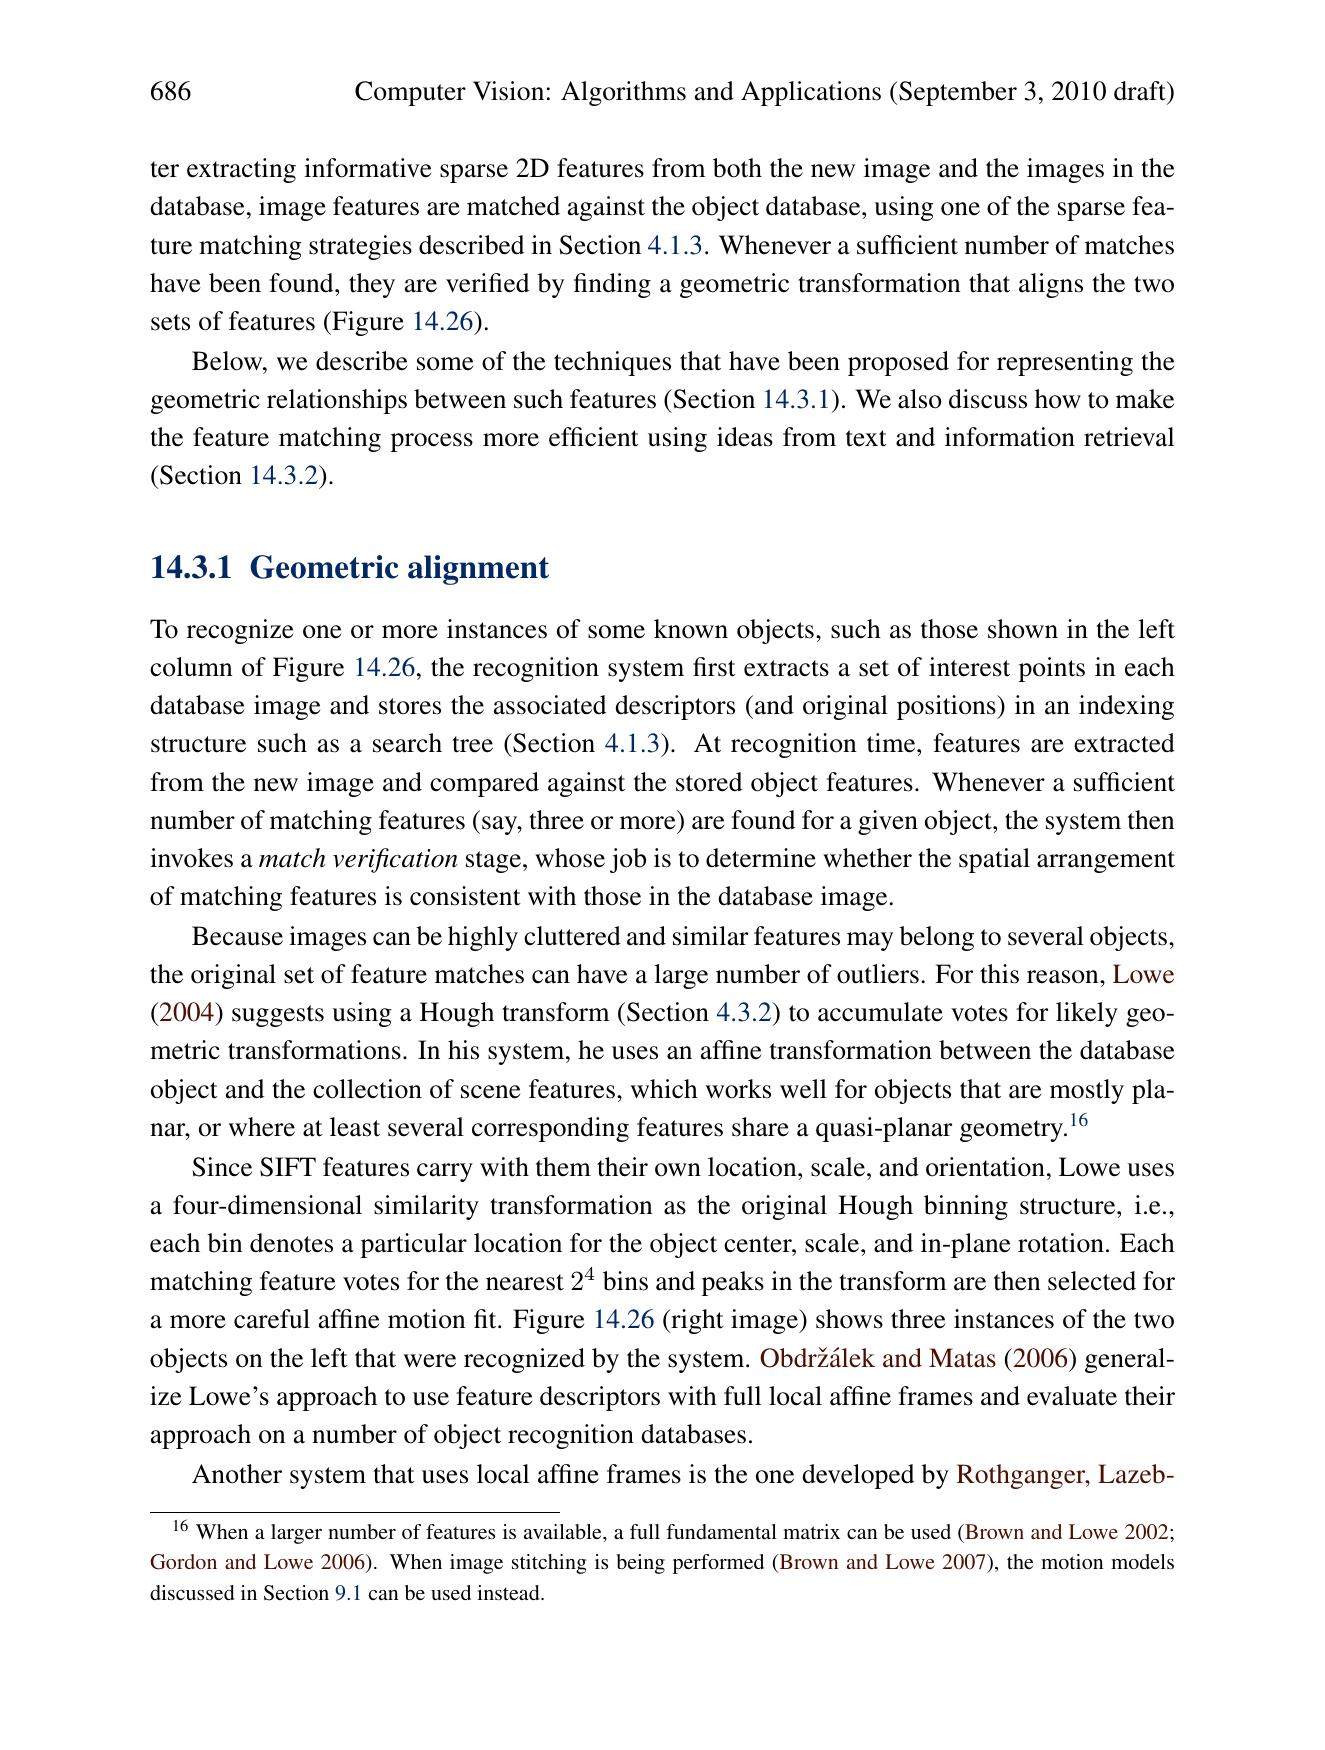 686 Computer Vision: Algorithms and Applications (September 3, 2010 draft)
ter extracting informative sparse 2D features from both the new image and the images in the
database, image features are matched against the object database, using one of the sparse fea-
ture matching strategies described in Section 4.1.3. Whenever a sufficient number of matches
have been found, they are verified by finding a geometric transformation that aligns the two
sets of features (Figure 14.26).
Below, we describe some of the techniques that have been proposed for representing the
geometric relationships between such features (Section 14.3.1). We also discuss how to make
the feature matching process more efficient using ideas from text and information retrieval
(Section 14.3.2).
14.3.1 Geometric alignment
To recognize one or more instances of some known objects, such as those shown in the left
column of Figure 14.26, the recognition system first extracts a set of interest points in each
database image and stores the associated descriptors (and original positions) in an indexing
structure such as a search tree (Section 4.1.3). At recognition time, features are extracted
from the new image and compared against the stored object features. Whenever a sufficient
number of matching features (say, three or more) are found for a given object, the system then
invokes a match verification stage, whose job is to determine whether the spatial arrangement
of matching features is consistent with those in the database image.
Because images can be highly cluttered and similar features may belong to several objects,
the original set of feature matches can have a large number of outliers. For this reason, Lowe
(2004) suggests using a Hough transform (Section 4.3.2) to accumulate votes for likely geo-
metric transformations. In his system, he uses an affine transformation between the database
object and the collection of scene features, which works well for objects that are mostly pla-
nar, or where at least several corresponding features share a quasi-planar geometry.16
Since SIFT features carry with them their own location, scale, and orientation, Lowe uses
a four-dimensional similarity transformation as the original Hough binning structure, i.e.,
each bin denotes a particular location for the object center, scale, and in-plane rotation. Each
matching feature votes for the nearest 2⁴ bins and peaks in the transform are then selected for
a more careful affine motion fit. Figure 14.26 (right image) shows three instances of the two
objects on the left that were recognized by the system. Obdržálek and Matas (2006) general-
ize Lowe's approach to use feature descriptors with full local affine frames and evaluate their
approach on a number of object recognition databases.
Another system that uses local affine frames is the one developed by Rothganger, Lazeb-
16 When a larger number of features is available, a full fundamental matrix can be used (Brown and Lowe 2002;
Gordon and Lowe 2006). When image stitching is being performed (Brown and Lowe 2007), the motion models
discussed in Section 9.1 can be used instead.